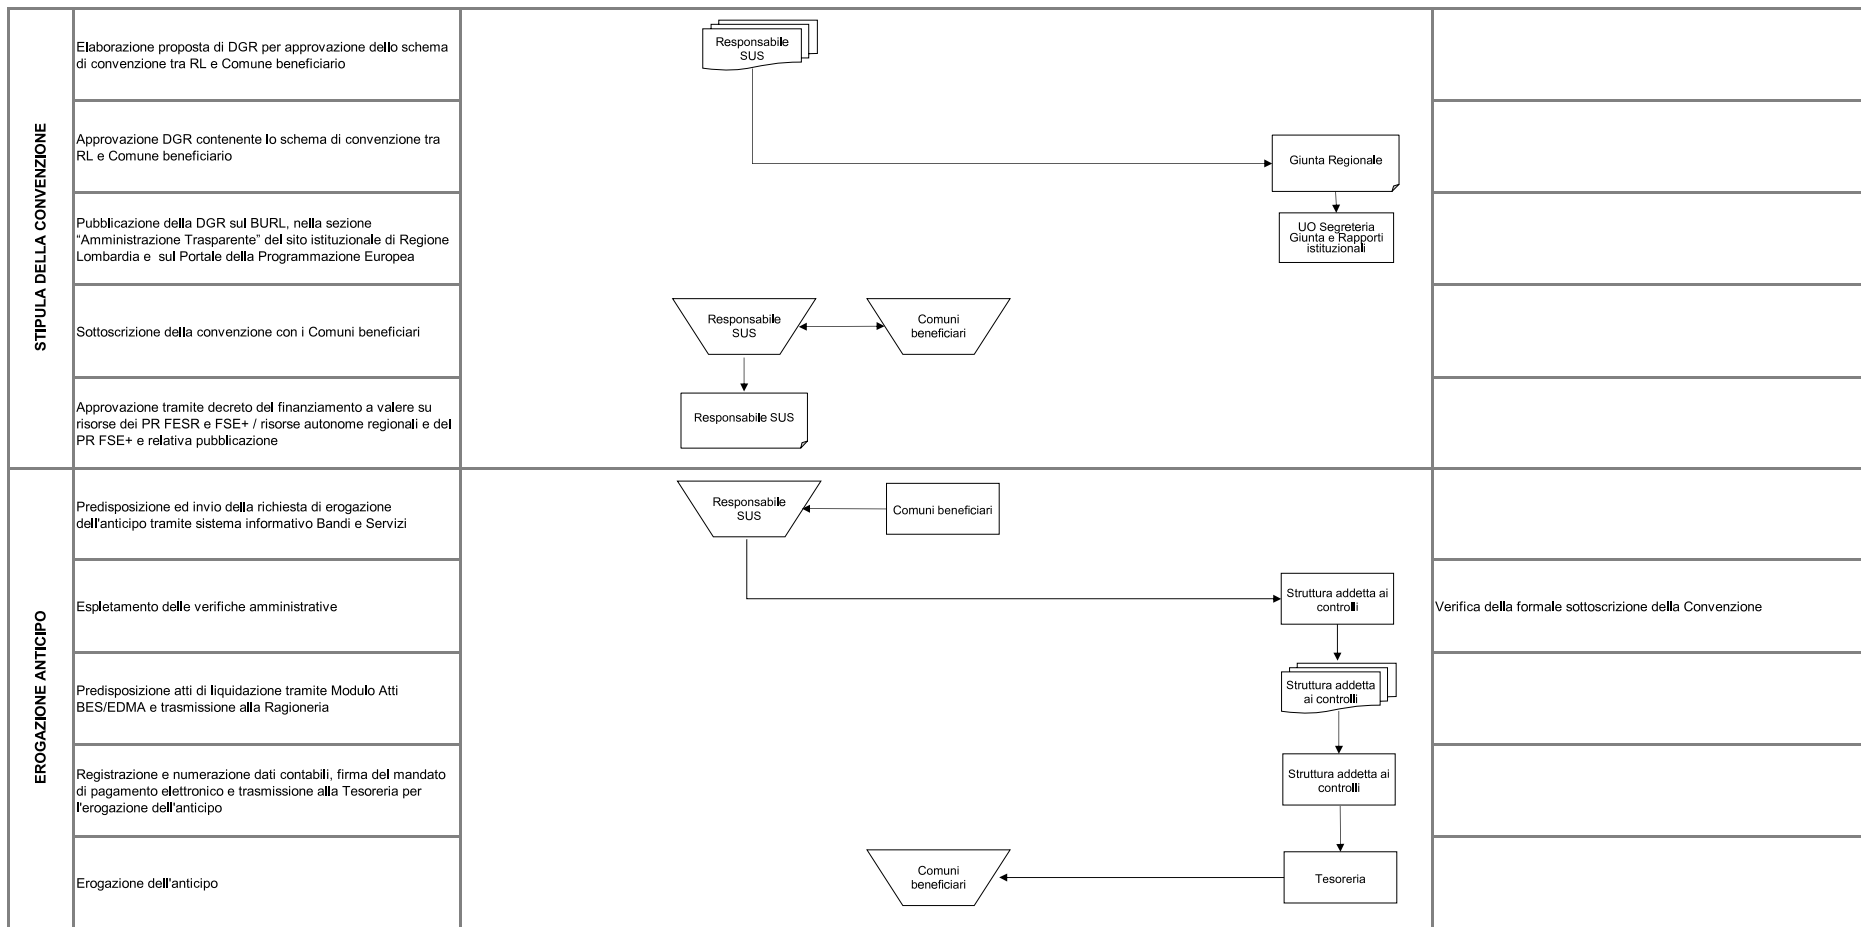 STIPULA DELLA CONVENZIONE
Elaborazione proposta di DGR per approvazione dello schema
di convenzione tra RL e Comune beneficiario
Responsabile
SUS
Approvazione DGR contenente lo schema di convenzione tra
RL e Comune beneficiario
Giunta Regionale
Pubblicazione della DGR sul BURL, nella sezione
“Amministrazione Trasparente” del sito istituzionale di Regione
Lombardia e sul Portale della Programmazione Europea
UO Segreteria
Giunta e Rapporti
istituzionali
Sottoscrizione della convenzione con i Comuni beneficiari
Responsabile
SUS
Comuni
beneficiari
Approvazione tramite decreto del finanziamento a valere su
risorse dei PR FESR e FSE+ / risorse autonome regionali e del
PR FSE+ e relativa pubblicazione
Responsabile SUS
EROGAZIONE ANTICIPO
Predisposizione ed invio della richiesta di erogazione
dell'anticipo tramite sistema informativo Bandi e Servizi
Responsabile
SUS
Comuni beneficiari
Espletamento delle verifiche amministrative
Struttura addetta ai
controlli
Verifica della formale sottoscrizione della Convenzione
Predisposizione atti di liquidazione tramite Modulo Atti
BES/EDMA e trasmissione alla Ragioneria
Struttura addetta
ai controlli
Registrazione e numerazione dati contabili, firma del mandato
di pagamento elettronico e trasmissione alla Tesoreria per
l'erogazione dell'anticipo
Struttura addetta ai
controlli
Erogazione dell'anticipo
Comuni
beneficiari
Tesoreria